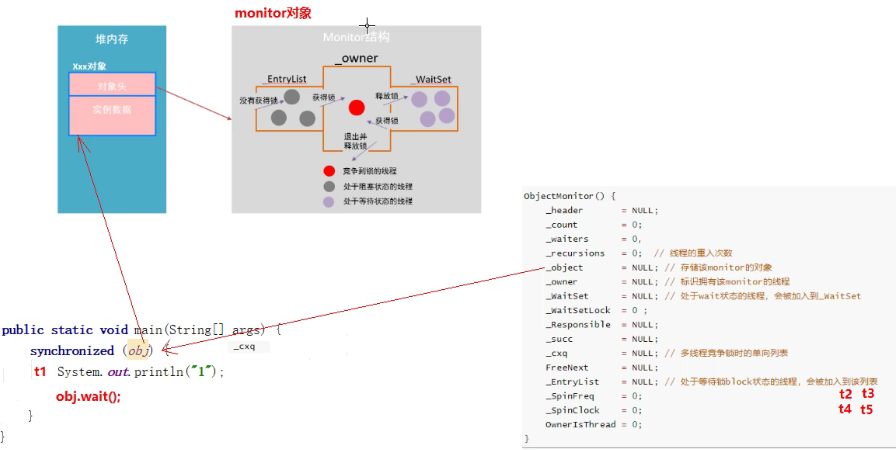 monitor对象
堆内存
Xxx对象
对象头
实例数据
Monitor结构
_owner
_EntryList
_WaitSet
没有获得锁
获得锁
释放锁
获得锁
退出并
释放锁
竞争到锁的线程
处于阻塞状态的线程
处于等待状态的线程
public static void main(String[] args) {
synchronized (obj)
_cxq
t1 System.out.println("1");
obj.wait();
}
}
ObjectMonitor() {
_header = NULL;
_count = 0;
_waiters = 0,
_recursions = 0; // 线程的重入次数
_object = NULL; // 存储该monitor的对象
_owner = NULL; // 标识拥有该monitor的线程
_WaitSet = NULL; // 处于wait状态的线程，会被加入到_WaitSet
_WaitSetLock = 0 ;
_Responsible = NULL;
_succ = NULL;
_cxq = NULL; // 多线程竞争锁时的单向列表
FreeNext = NULL;
_EntryList = NULL; // 处于等待锁block状态的线程，会被加入到该列表
_SpinFreq = 0; t2 t3
_SpinClock = 0; t4 t5
OwnerIsThread = 0;
}